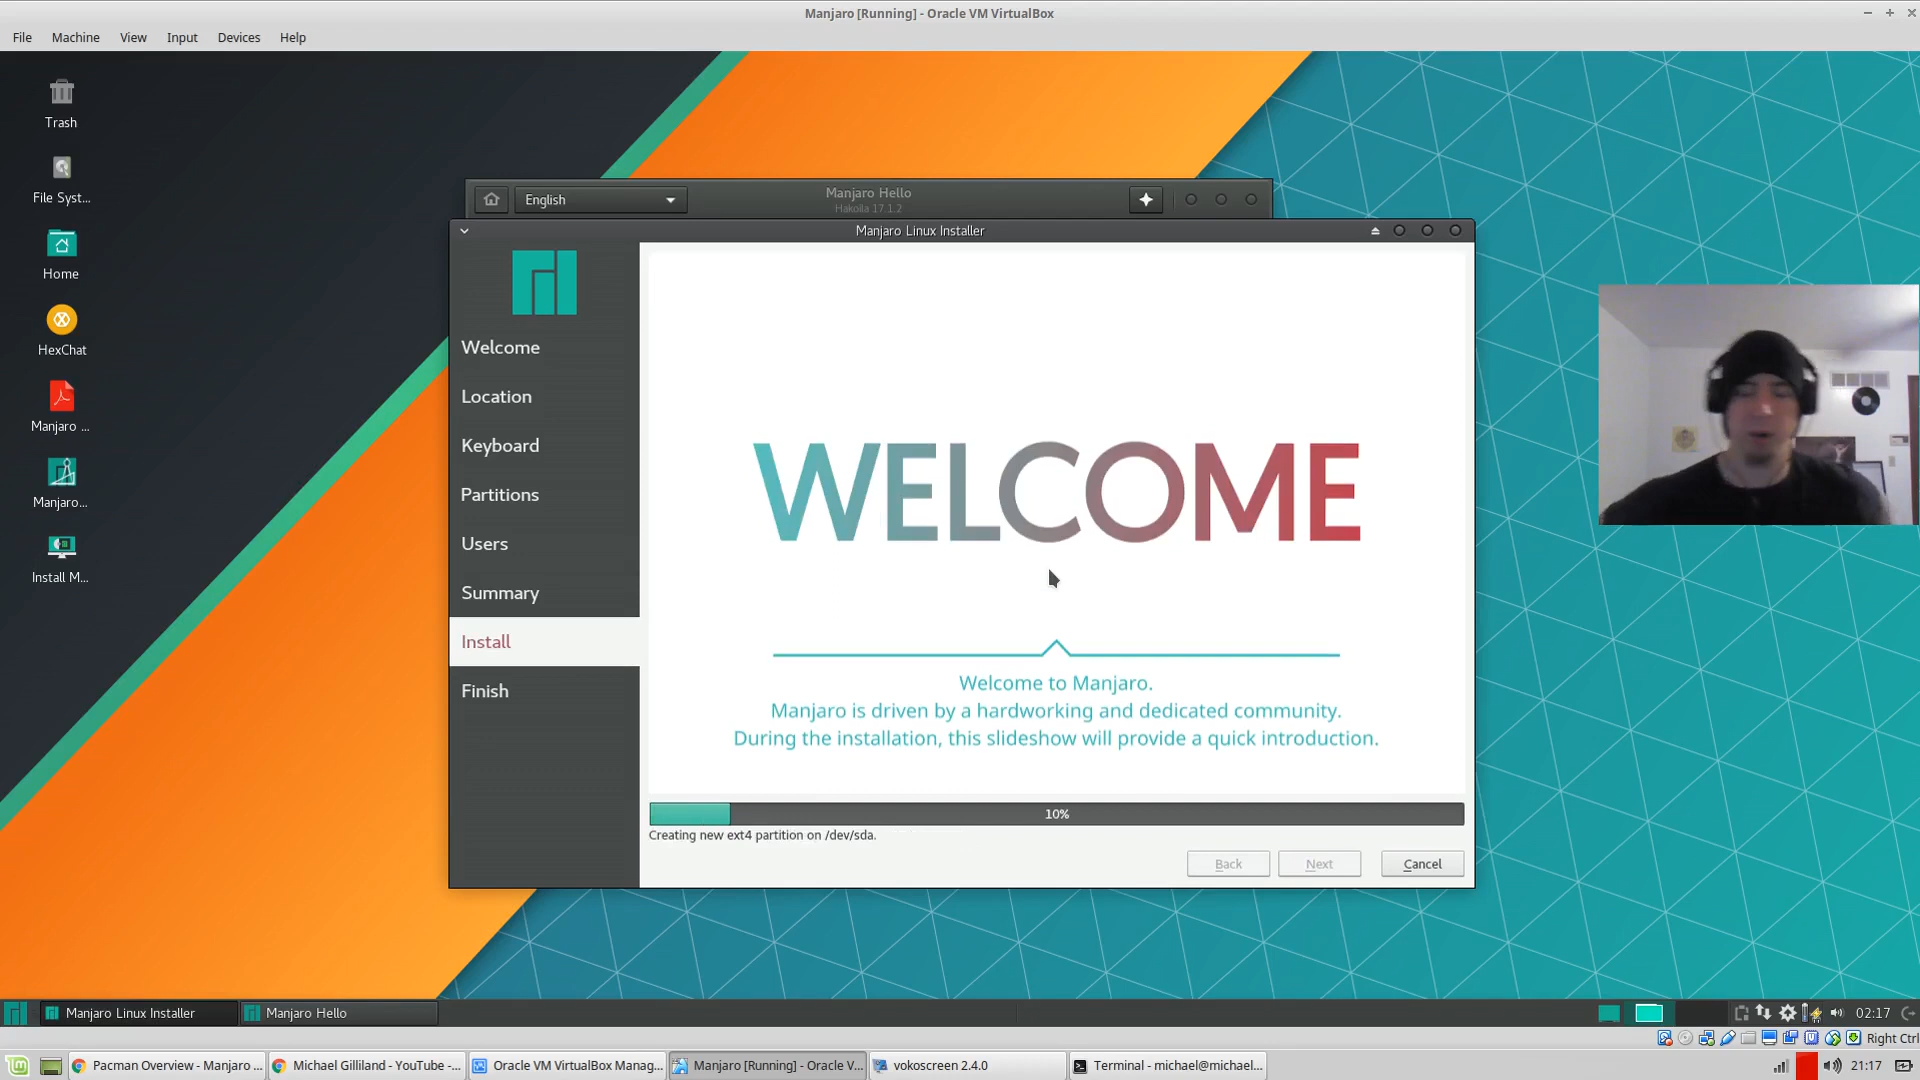 Manjaro [Running] - Oracle VM VirtualBox
File Machine View Input Devices Help
Trash
File Syst...
Home
HexChat
Manjaro ...
Manjaro...
Install M...
English
Manjaro Hello
Hakoila 17.1.2
Manjaro Linux Installer
Welcome
Location
Keyboard
Partitions
Users
Summary
Install
Finish
WELCOME
Welcome to Manjaro.
Manjaro is driven by a hardworking and dedicated community.
During the installation, this slideshow will provide a quick introduction.
10%
Creating new ext4 partition on /dev/sda.
Back Next Cancel
Manjaro Linux Installer Manjaro Hello 02:17
Right Ctrl
Pacman Overview - Manjaro ... Michael Gilliland - YouTube -... Oracle VM VirtualBox Manag... Manjaro [Running] - Oracle V... vokoscreen 2.4.0 Terminal - michael@michael... 21:17